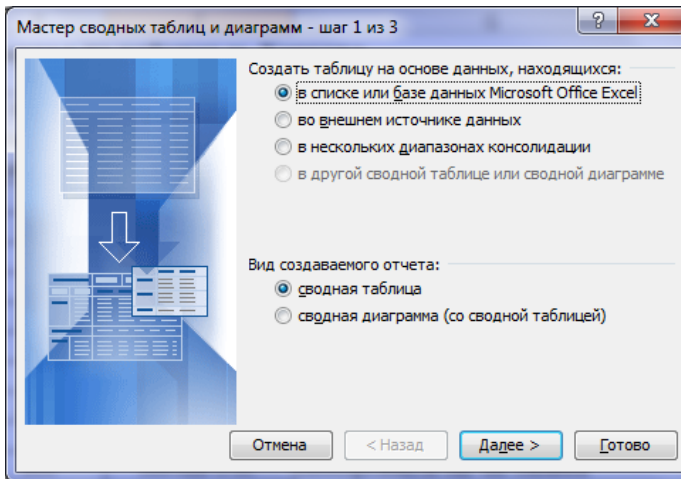 Мастер сводных таблиц и диаграмм - шаг 1 из 3
Создать таблицу на основе данных, находящихся:
в списке или базе данных Microsoft Office Excel
во внешнем источнике данных
в нескольких диапазонах консолидации
в другой сводной таблице или сводной диаграмме
Вид создаваемого отчета:
сводная таблица
сводная диаграмма (со сводной таблицей)
Отмена < Назад Далее > Готово